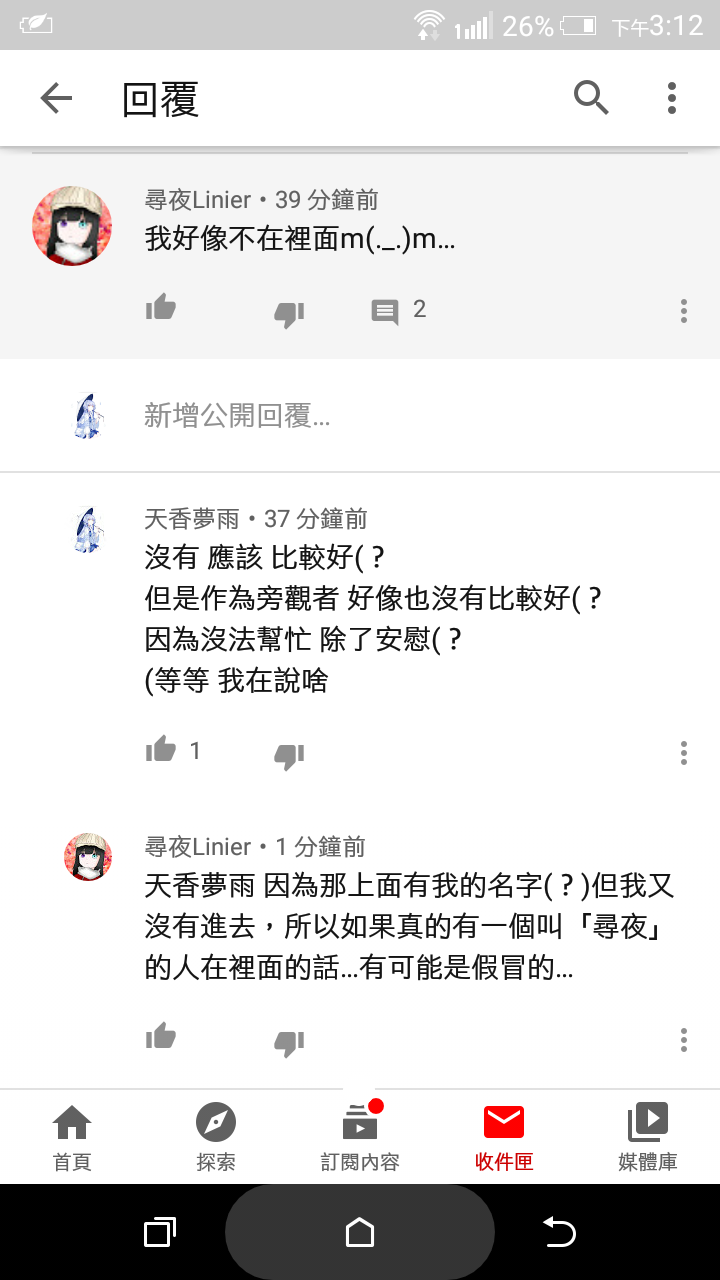 1 26% 下午3:12
回覆
尋夜Linier • 39 分鐘前
我好像不在裡面m(._.)m...
2
新增公開回覆...
天香夢雨 • 37 分鐘前
沒有 應該 比較好( ?
但是作為旁觀者 好像也沒有比較好( ?
因為沒法幫忙 除了安慰( ?
(等等 我在說啥
1
尋夜Linier • 1 分鐘前
天香夢雨 因為那上面有我的名字( ? )但我又
沒有進去，所以如果真的有一個叫「尋夜」
的人在裡面的話...有可能是假冒的...
首頁 探索 訂閱內容 收件匣 媒體庫